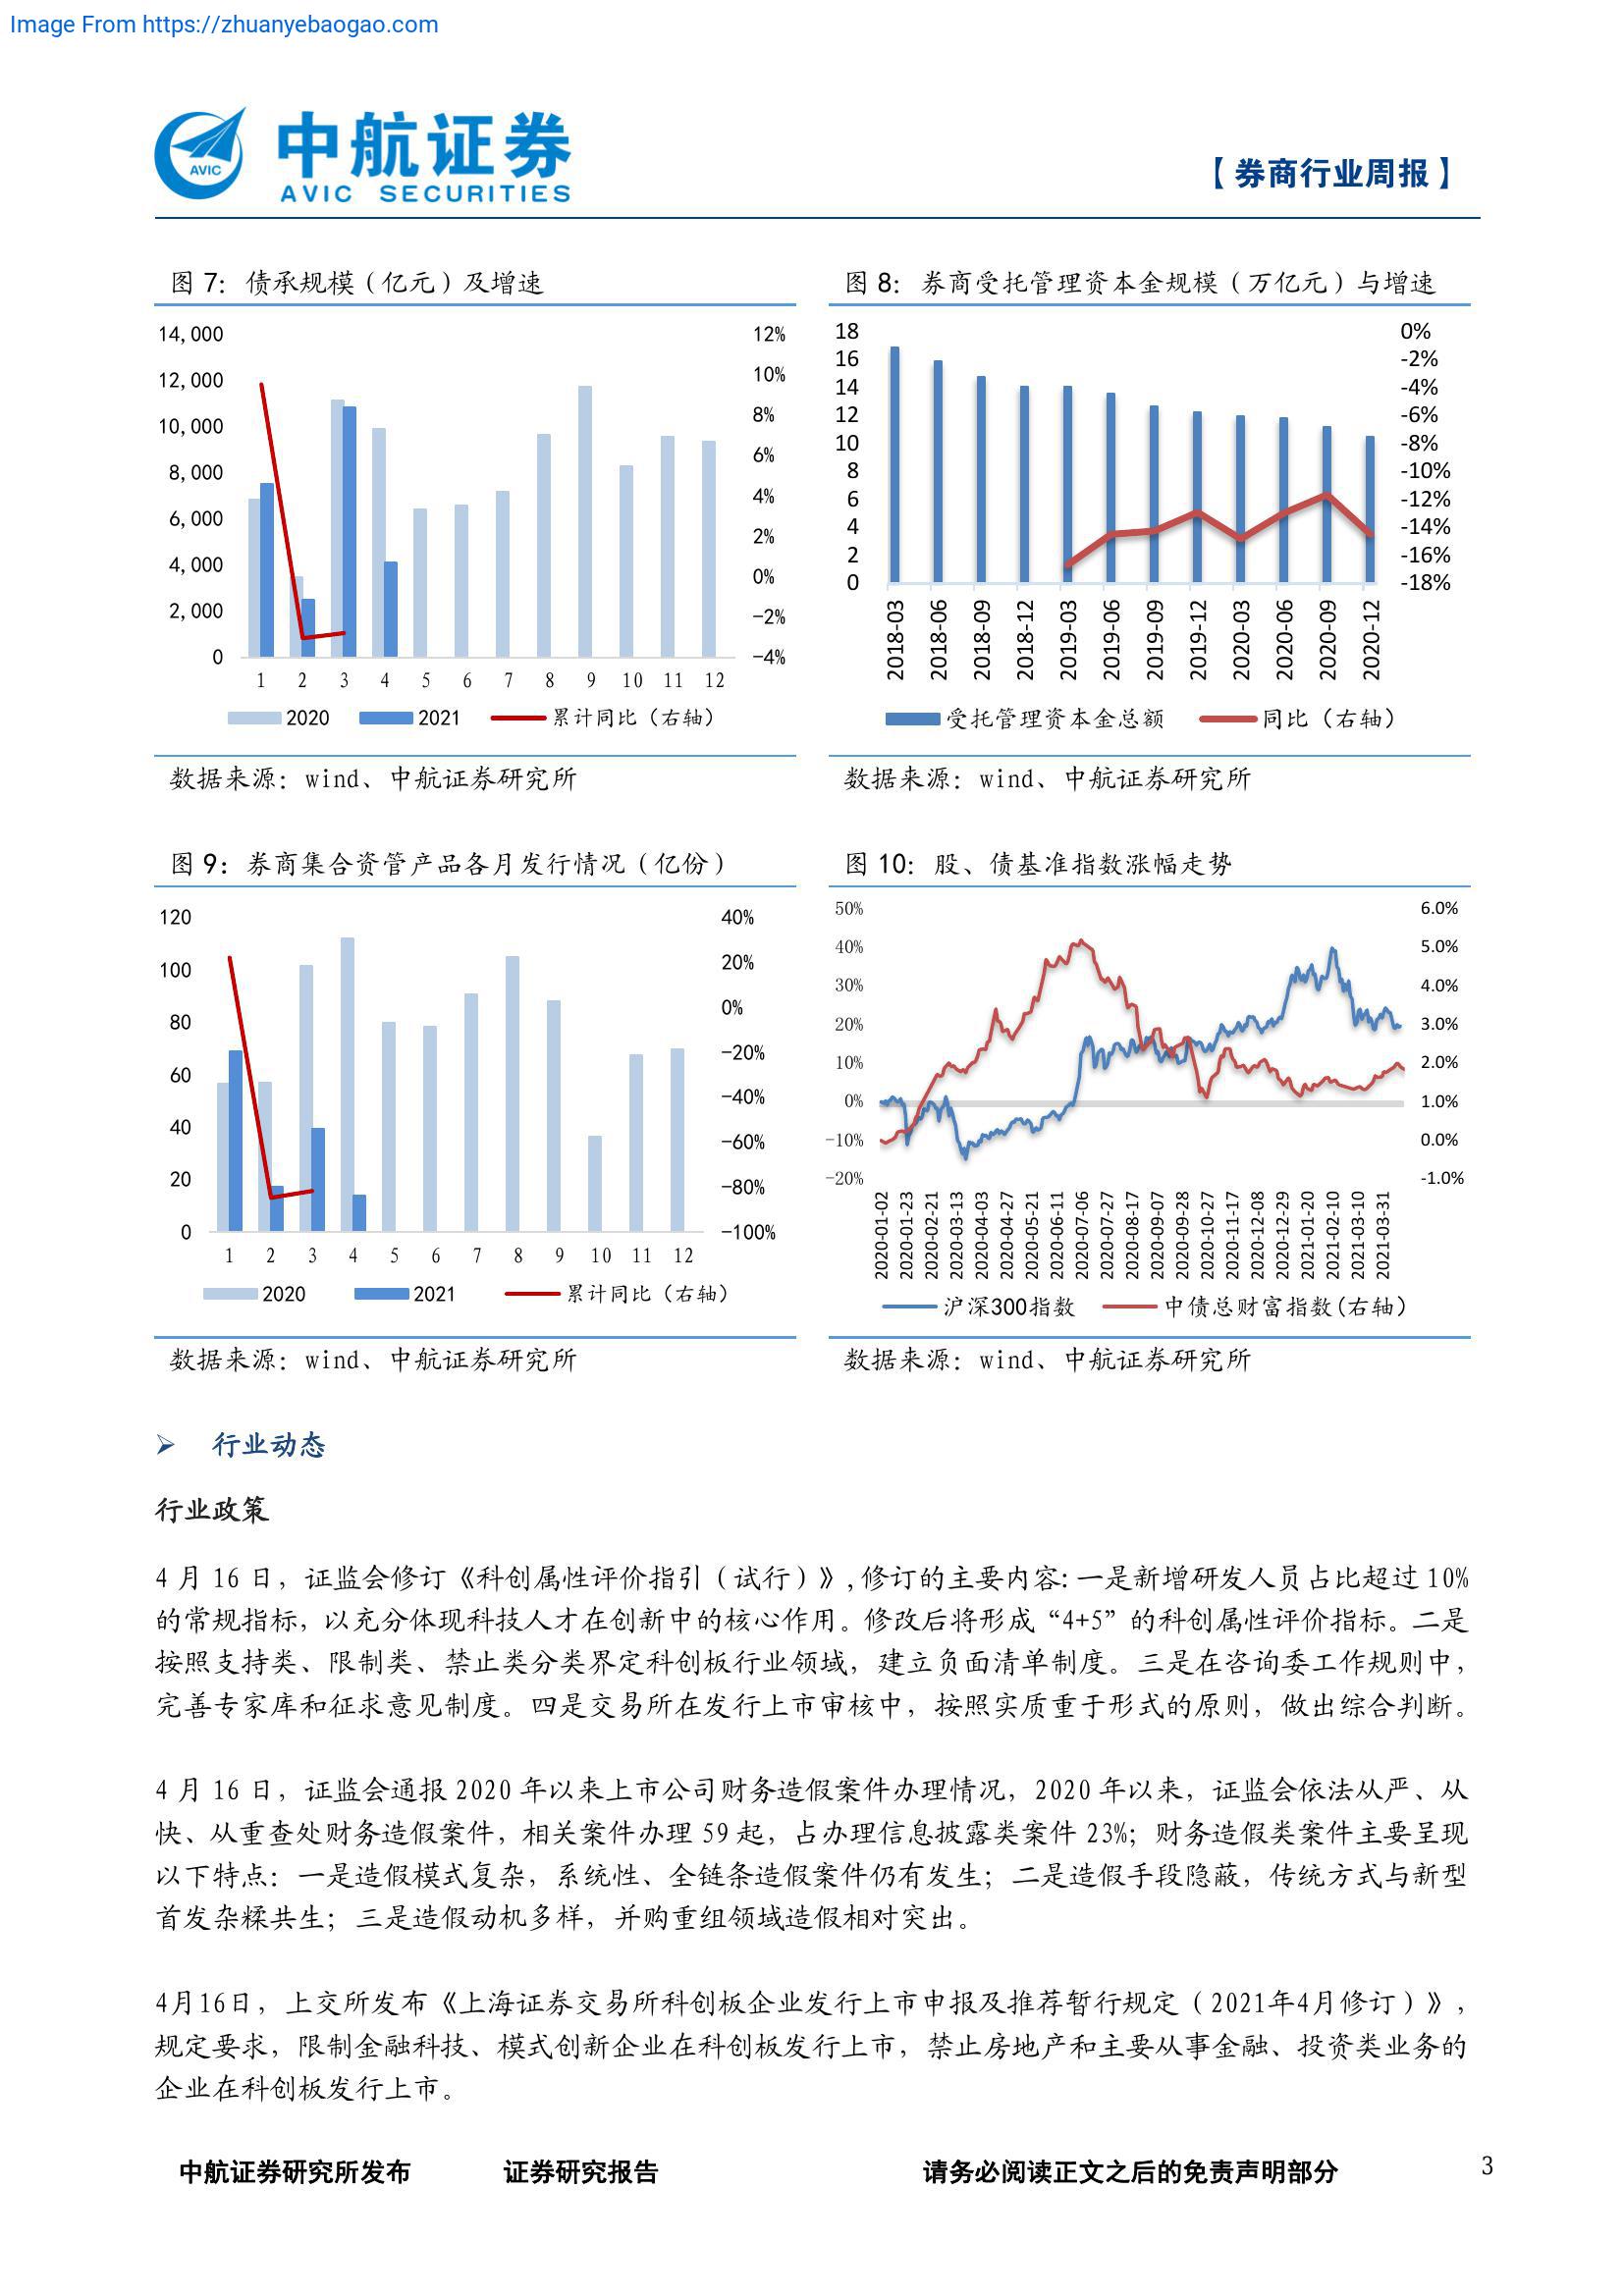 Image From https://zhuanyebaogao.com
AVIC
中航证券
AVIC SECURITIES
【券商行业周报】
图 7：债承规模（亿元）及增速
14,000
12,000
10,000
8,000
6,000
4,000
2,000
0
12%
10%
8%
6%
4%
2%
0%
-2%
-4%
1 2 3 4 5 6 7 8 9 10 11 12
2020 2021 累计同比（右轴）
数据来源：wind、中航证券研究所
图 8：券商受托管理资本金规模（万亿元）与增速
18
16
14
12
10
8
6
4
2
0
0%
-2%
-4%
-6%
-8%
-10%
-12%
-14%
-16%
-18%
2018-03 2018-06 2018-09 2018-12 2019-03 2019-06 2019-09 2019-12 2020-03 2020-06 2020-09 2020-12
受托管理资本金总额 同比（右轴）
数据来源：wind、中航证券研究所
图 9：券商集合资管产品各月发行情况（亿份）
120
100
80
60
40
20
0
40%
20%
0%
-20%
-40%
-60%
-80%
-100%
1 2 3 4 5 6 7 8 9 10 11 12
2020 2021 累计同比（右轴）
数据来源：wind、中航证券研究所
图 10：股、债基准指数涨幅走势
50%
40%
30%
20%
10%
0%
-10%
-20%
6.0%
5.0%
4.0%
3.0%
2.0%
1.0%
0.0%
-1.0%
2020-01-02 2020-01-23 2020-02-21 2020-03-13 2020-04-03 2020-04-27 2020-05-21 2020-06-11 2020-07-06 2020-07-27 2020-08-17 2020-09-07 2020-09-28 2020-10-27 2020-11-17 2020-12-08 2020-12-29 2021-01-20 2021-02-10 2021-03-10 2021-03-31
沪深300指数 中债总财富指数(右轴)
数据来源：wind、中航证券研究所
➢ 行业动态
行业政策
4 月 16 日，证监会修订《科创属性评价指引（试行）》,修订的主要内容:一是新增研发人员占比超过 10%
的常规指标，以充分体现科技人才在创新中的核心作用。修改后将形成“4+5”的科创属性评价指标。二是
按照支持类、限制类、禁止类分类界定科创板行业领域，建立负面清单制度。三是在咨询委工作规则中，
完善专家库和征求意见制度。四是交易所在发行上市审核中，按照实质重于形式的原则，做出综合判断。
4 月 16 日，证监会通报 2020 年以来上市公司财务造假案件办理情况，2020 年以来，证监会依法从严、从
快、从重查处财务造假案件，相关案件办理 59 起，占办理信息披露类案件 23%；财务造假类案件主要呈现
以下特点：一是造假模式复杂，系统性、全链条造假案件仍有发生；二是造假手段隐蔽，传统方式与新型
首发杂糅共生；三是造假动机多样，并购重组领域造假相对突出。
4月16日，上交所发布《上海证券交易所科创板企业发行上市申报及推荐暂行规定（2021年4月修订）》，
规定要求，限制金融科技、模式创新企业在科创板发行上市，禁止房地产和主要从事金融、投资类业务的
企业在科创板发行上市。
中航证券研究所发布 证券研究报告 请务必阅读正文之后的免责声明部分 3